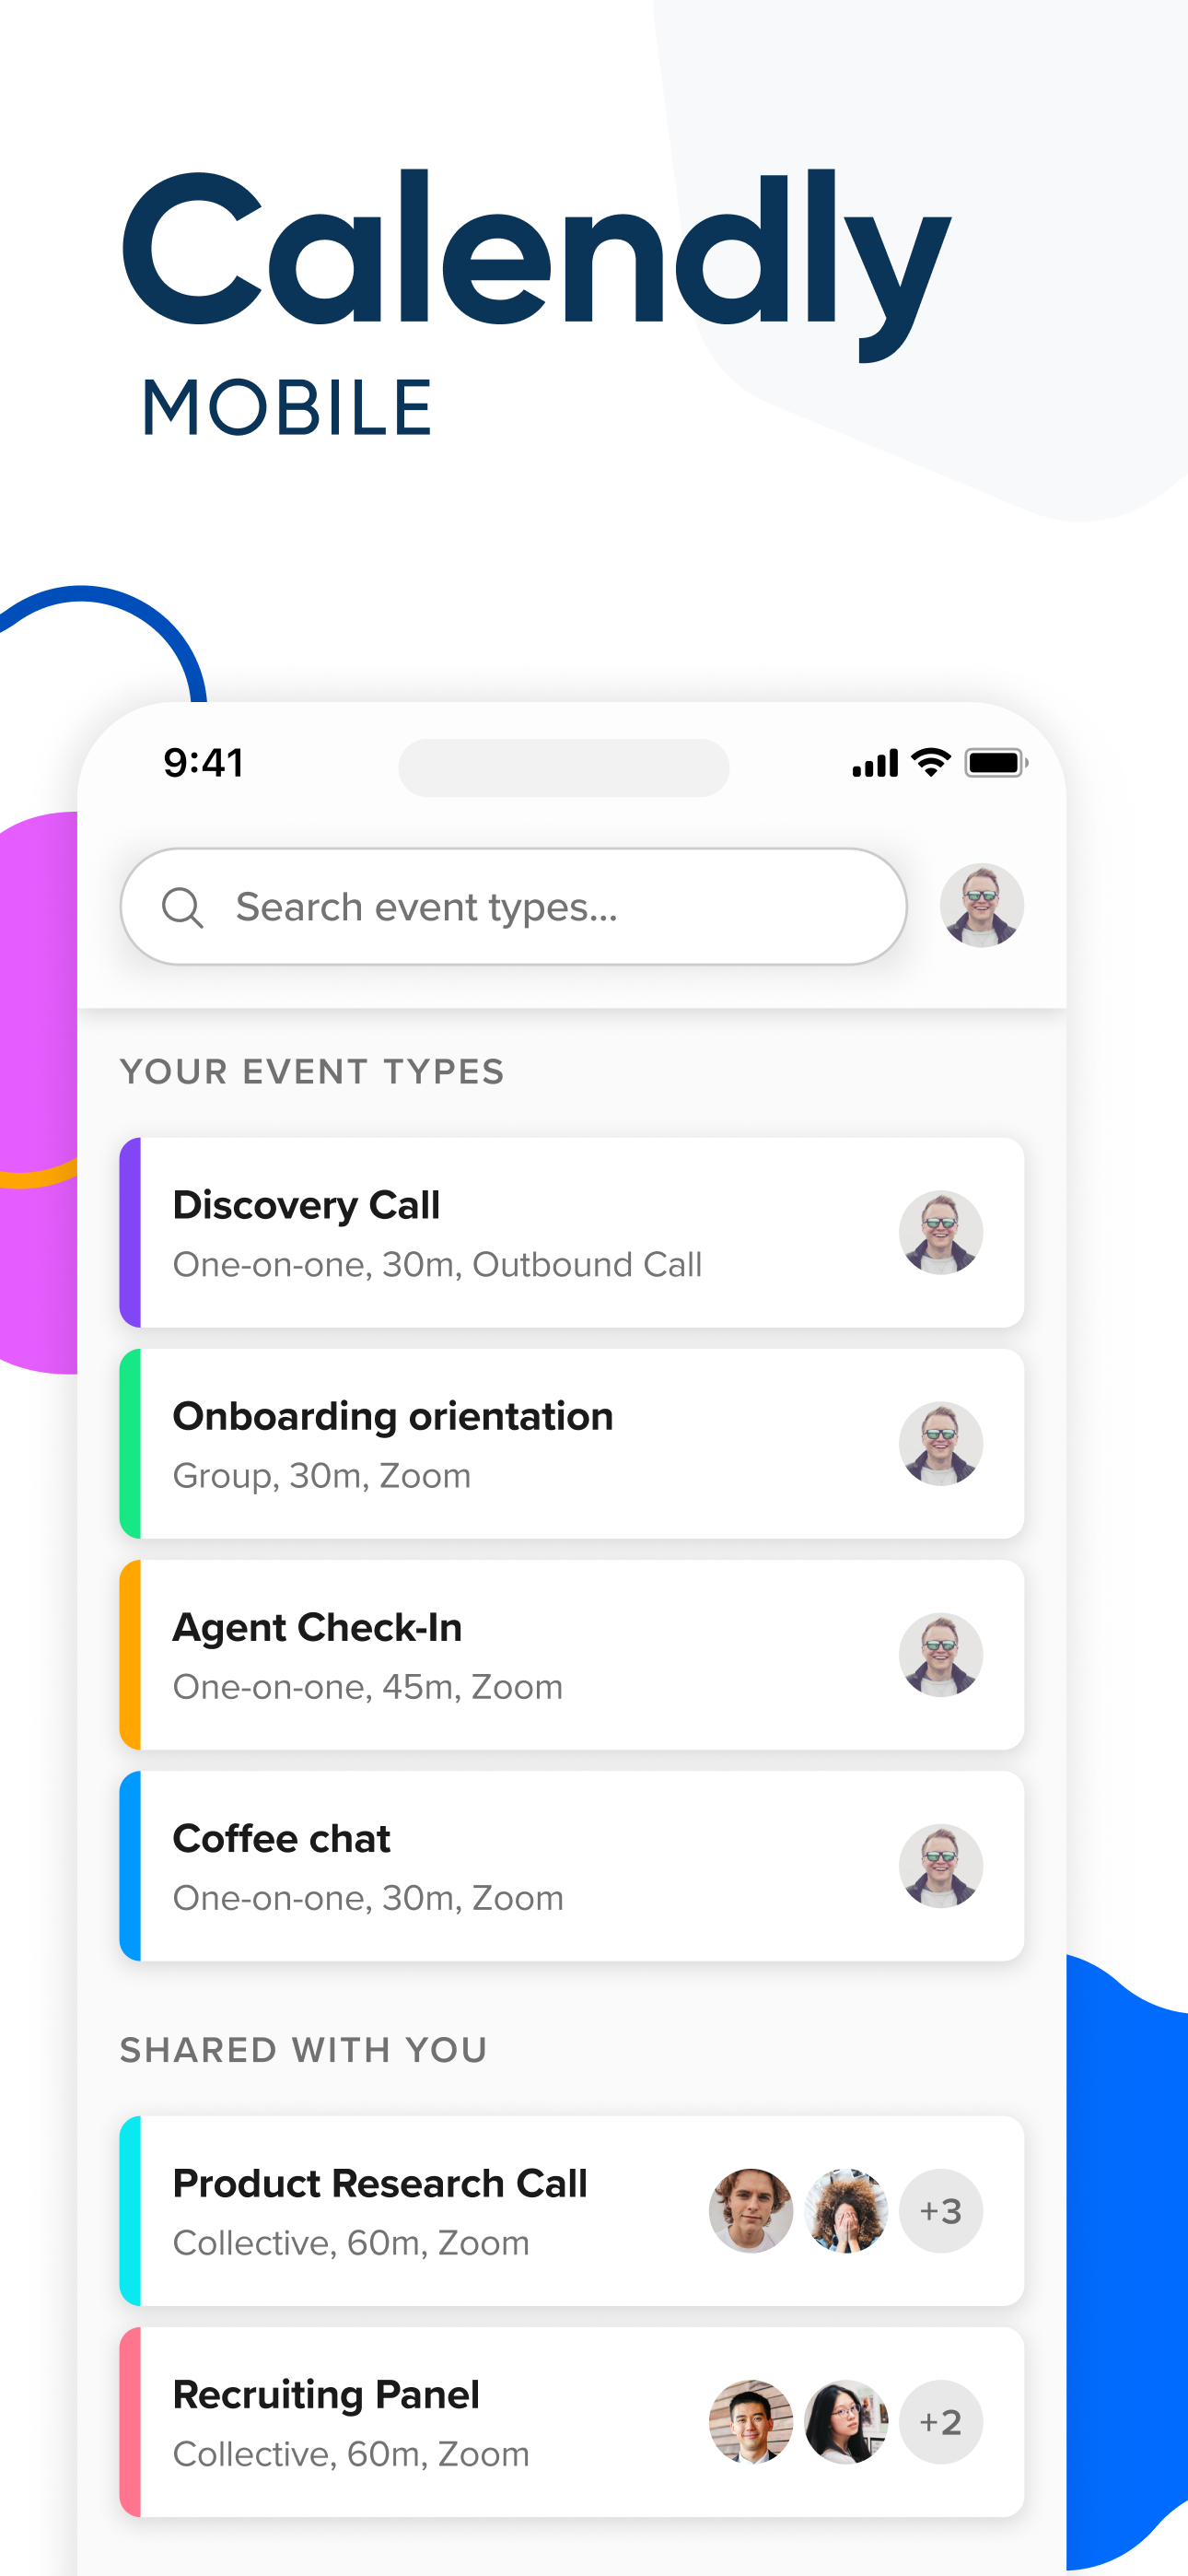 Calendly
MOBILE
9:41
Search event types...
YOUR EVENT TYPES
Discovery Call
One-on-one, 30m, Outbound Call
Onboarding orientation
Group, 30m, Zoom
Agent Check-In
One-on-one, 45m, Zoom
Coffee chat
One-on-one, 30m, Zoom
SHARED WITH YOU
Product Research Call
Collective, 60m, Zoom
+3
Recruiting Panel
Collective, 60m, Zoom
+2